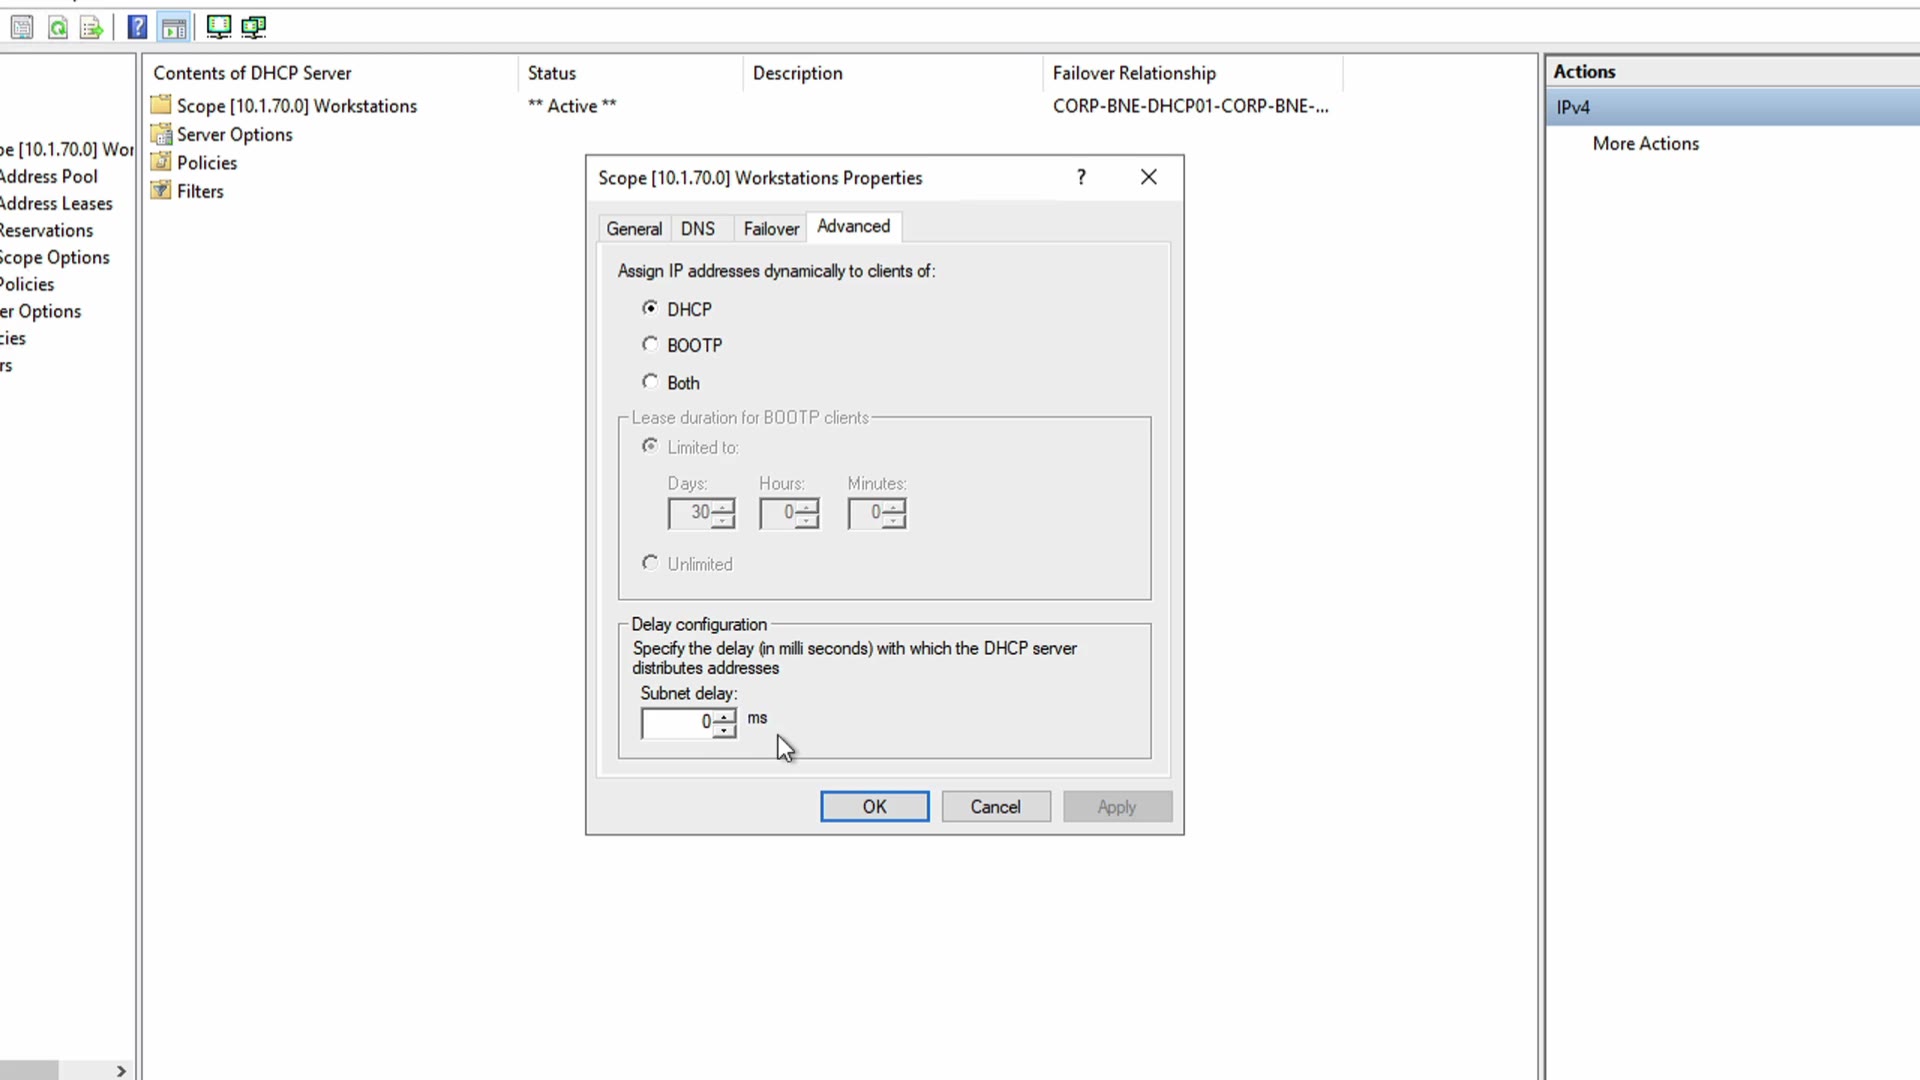 Contents of DHCP Server Status Description Failover Relationship
Scope [10.1.70.0] Workstations ** Active ** CORP-BNE-DHCP01-CORP-BNE-...
Server Options
Policies
Filters
pe [10.1.70.0] Wor
Address Pool
Address Leases
Reservations
Scope Options
Policies
er Options
cies
rs
Scope [10.1.70.0] Workstations Properties ?
General DNS Failover Advanced
Assign IP addresses dynamically to clients of:
DHCP
BOOTP
Both
Lease duration for BOOTP clients
Limited to:
Days: Hours: Minutes:
30 0 0
Unlimited
Delay configuration
Specify the delay (in milli seconds) with which the DHCP server
distributes addresses
Subnet delay:
0 ms
OK Cancel Apply
Actions
IPv4
More Actions